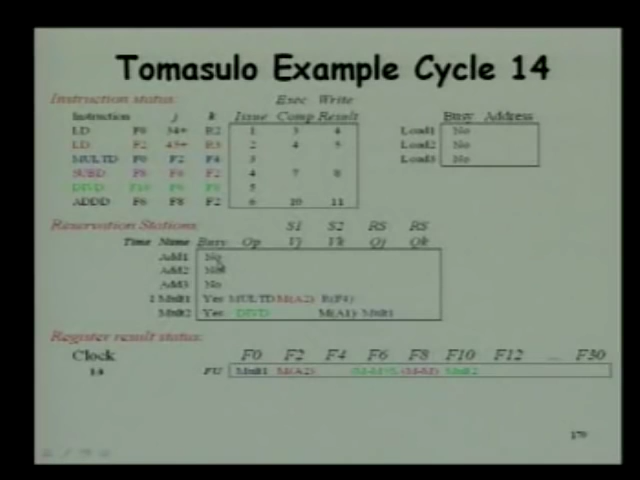 Tomasulo Example Cycle 14
Instruction status: Exec Write
Instruction j k Issue Comp Result Busy Address
LD F6 34+ R2 1 3 4 Load1 No
LD F2 45+ R3 2 4 5 Load2 No
MULTD F0 F2 F4 3 Load3 No
SUBD F8 F6 F2 4 7 8
DIVD F10 F0 F6 5
ADDD F6 F8 F2 6 10 11
Reservation Stations: S1 S2 RS RS
Time Name Busy Op Vj Vk Qj Qk
Add1 No
Add2 No
Add3 No
1 Mult1 Yes MULTD M(A2) R(F4)
Mult2 Yes DIVD M(A1) Mult1
Register result status:
Clock F0 F2 F4 F6 F8 F10 F12 ... F30
14 FU Mult1 M(A2) (M-M) Mult2
179